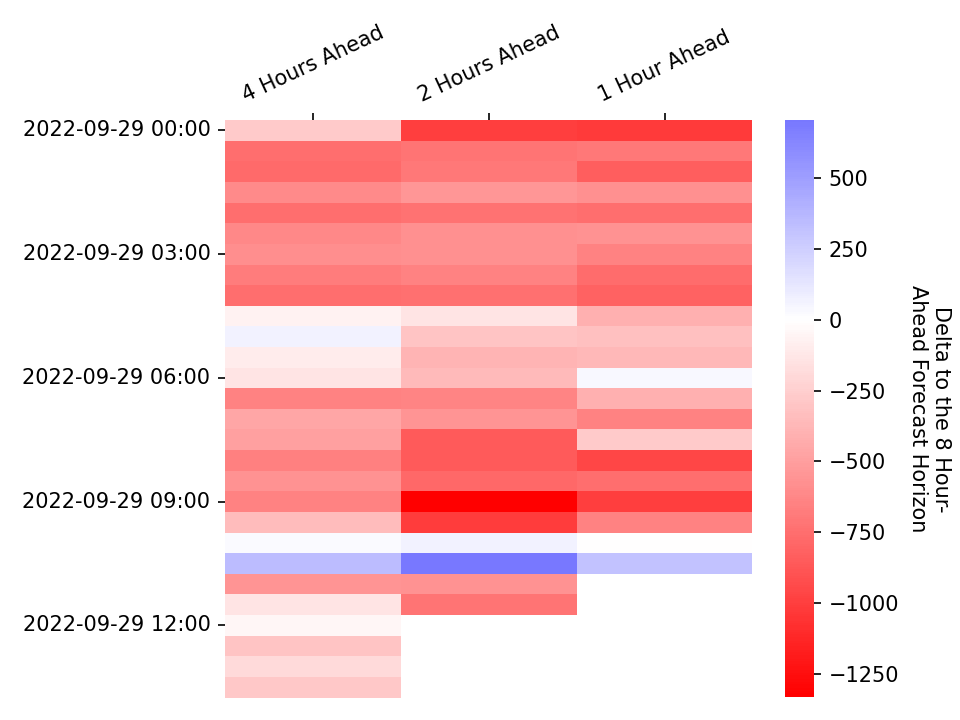 4 Hours Ahead
2 Hours Ahead
1 Hour Ahead
2022-09-29 00:00
2022-09-29 03:00
2022-09-29 06:00
2022-09-29 09:00
2022-09-29 12:00
500
250
0
−250
−500
−750
−1000
−1250
Delta to the 8 Hour-
Ahead Forecast Horizon